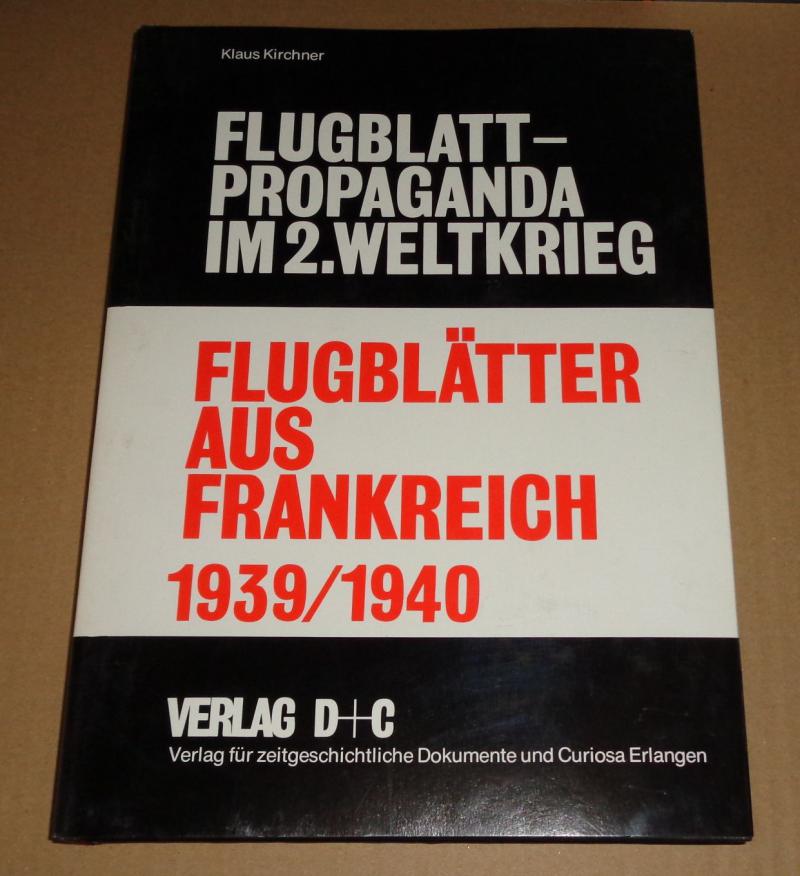 Klaus Kirchner
FLUGBLATT–
PROPAGANDA
IM 2. WELTKRIEG
FLUGBLÄTTER
AUS
FRANKREICH
1939/1940
VERLAG D+C
Verlag für zeitgeschichtliche Dokumente und Curiosa Erlangen